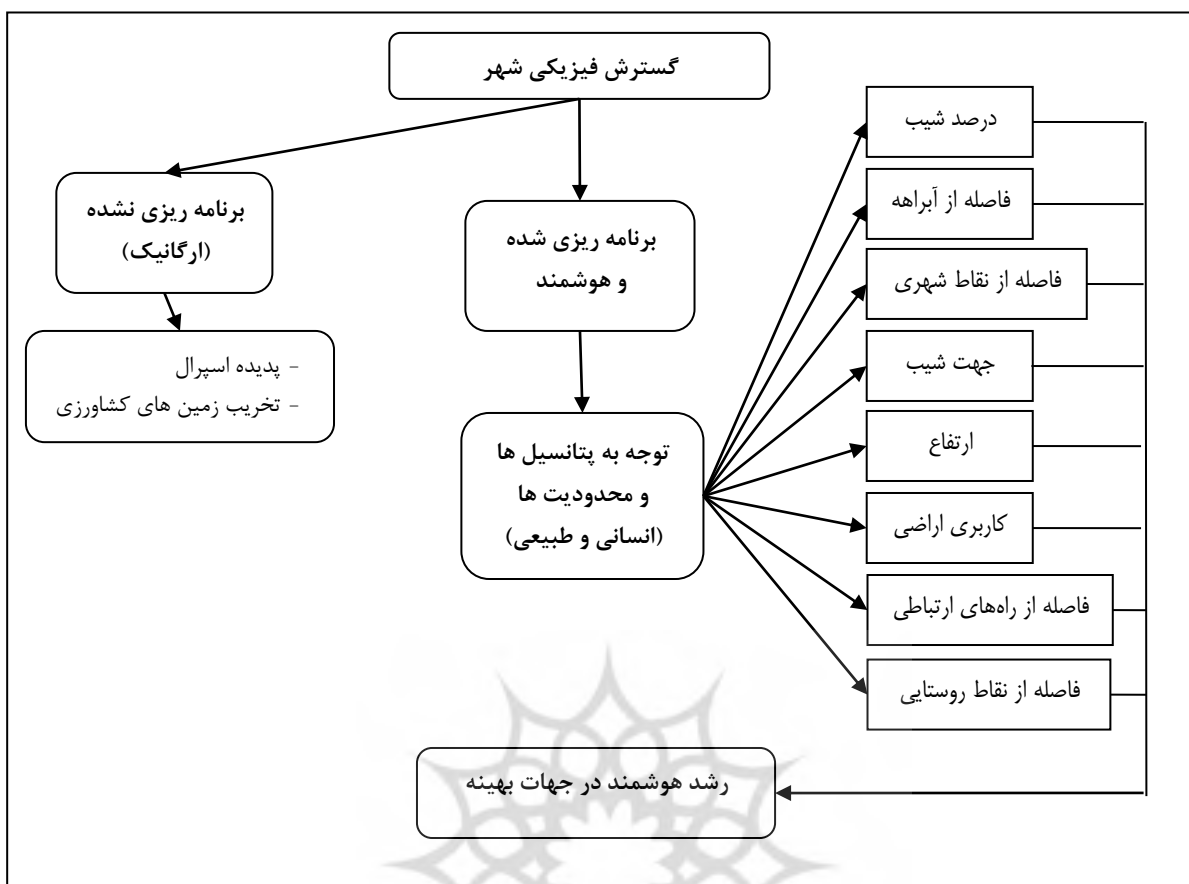 گسترش فیزیکی شهر
برنامه ریزی نشده
(ارگانیک)
- پدیده اسپرال
- تخریب زمین های کشاورزی
برنامه ریزی شده
و هوشمند
توجه به پتانسیل ها
و محدودیت ها
(انسانی و طبیعی)
درصد شیب
فاصله از آبراهه
فاصله از نقاط شهری
جهت شیب
ارتفاع
کاربری اراضی
فاصله از راه‌های ارتباطی
فاصله از نقاط روستایی
رشد هوشمند در جهات بهینه